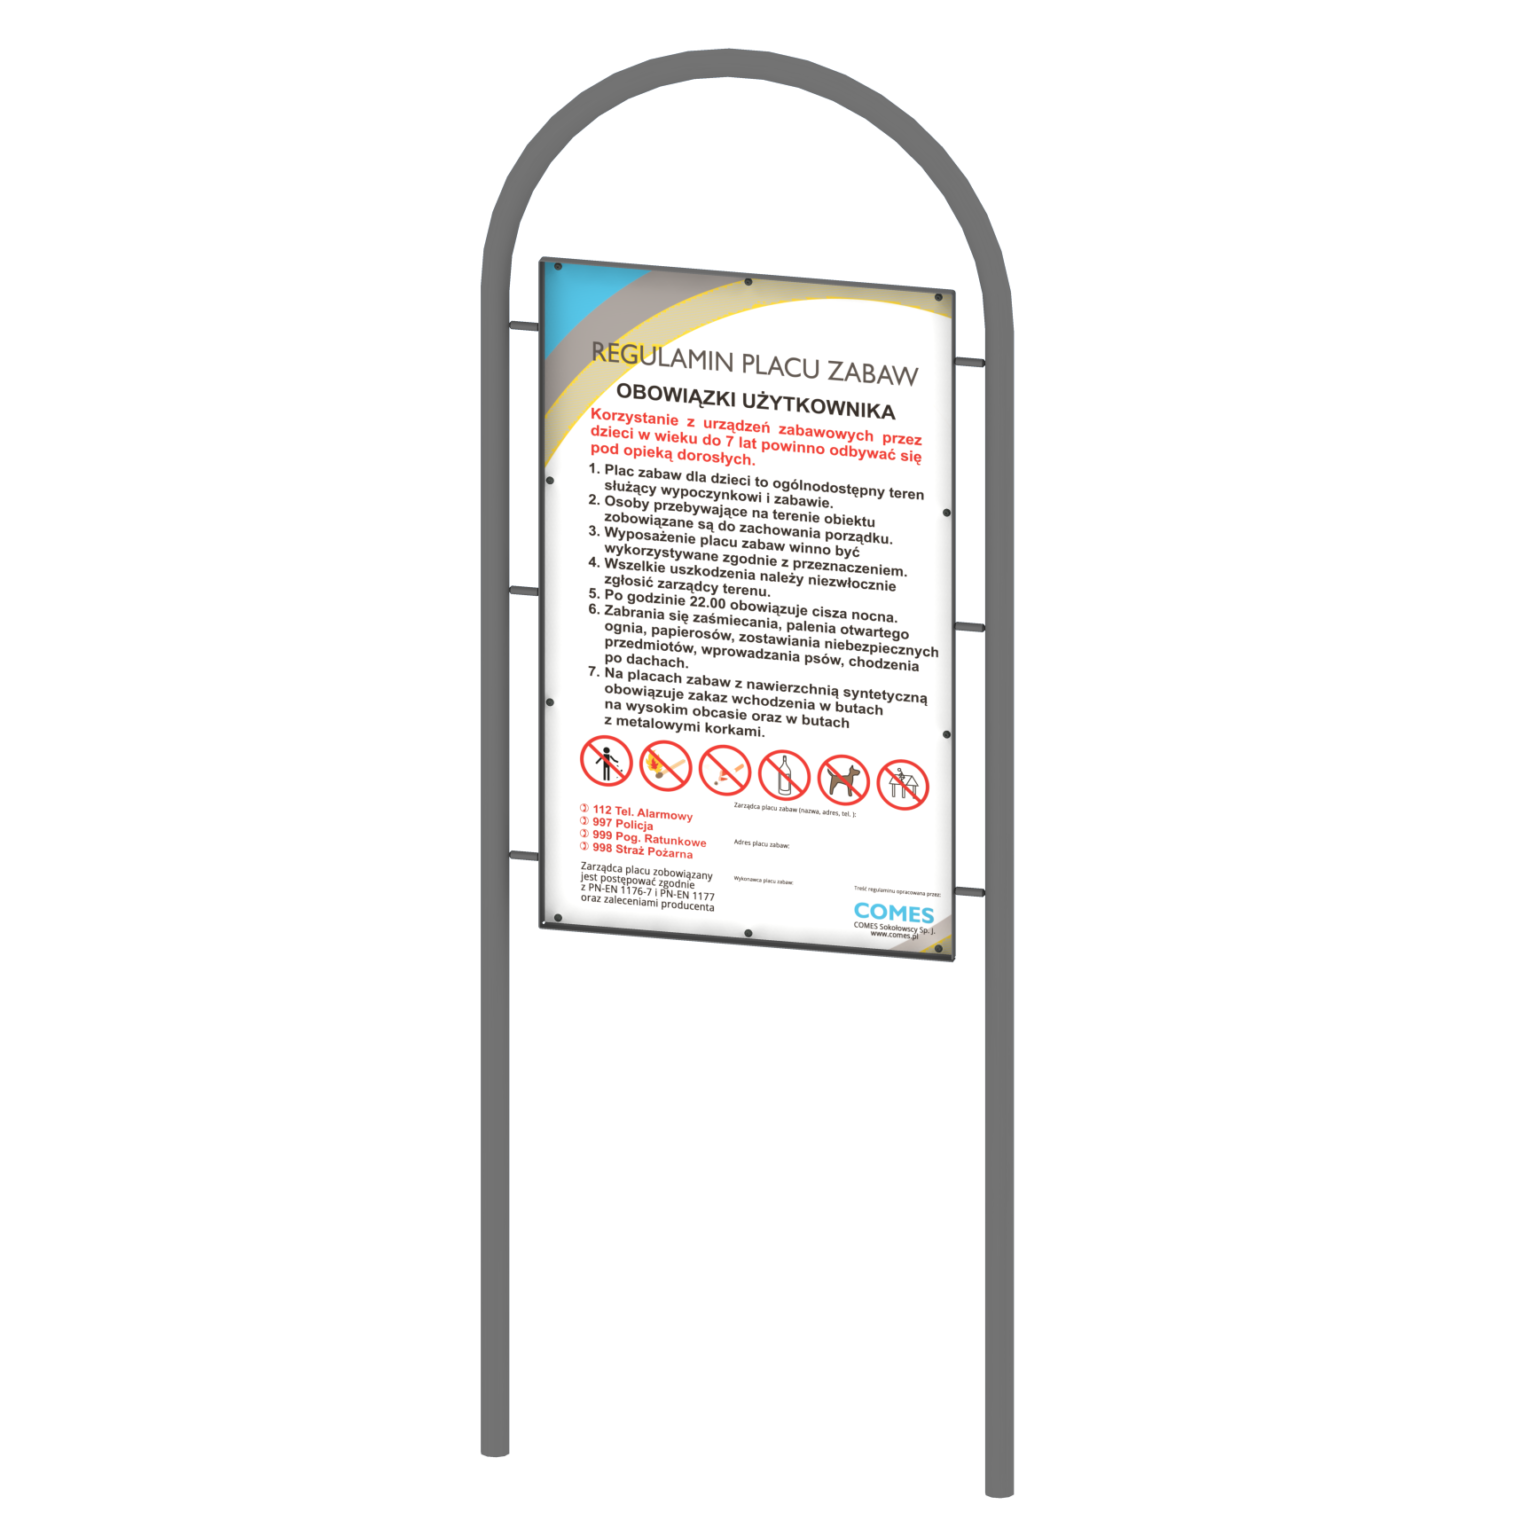 REGULAMIN PLACU ZABAW
OBOWIĄZKI UŻYTKOWNIKA
Korzystanie z urządzeń zabawowych przez
dzieci w wieku do 7 lat powinno odbywać się
pod opieką dorosłych.
1. Plac zabaw dla dzieci to ogólnodostępny teren
służący wypoczynkowi i zabawie.
2. Osoby przebywające na terenie obiektu
zobowiązane są do zachowania porządku.
3. Wyposażenie placu zabaw winno być
wykorzystywane zgodnie z przeznaczeniem.
4. Wszelkie uszkodzenia należy niezwłocznie
zgłosić zarządcy terenu.
5. Po godzinie 22.00 obowiązuje cisza nocna.
6. Zabrania się zaśmiecania, palenia otwartego
ognia, papierosów, zostawiania niebezpiecznych
przedmiotów, wprowadzania psów, chodzenia
po dachach.
7. Na placach zabaw z nawierzchnią syntetyczną
obowiązuje zakaz wchodzenia w butach
na wysokim obcasie oraz w butach
z metalowymi korkami.
112 Tel. Alarmowy
997 Policja
999 Pog. Ratunkowe
998 Straż Pożarna
Zarządca placu zobowiązany
jest postępować zgodnie
z PN-EN 1176-7 i PN-EN 1177
oraz zaleceniami producenta
Zarządca placu zabaw (nazwa, adres, tel. ):
Adres placu zabaw:
Wykonawca placu zabaw:
Treść regulaminu opracowana przez:
COMES
COMES Sokołowscy Sp. J.
www.comes.pl